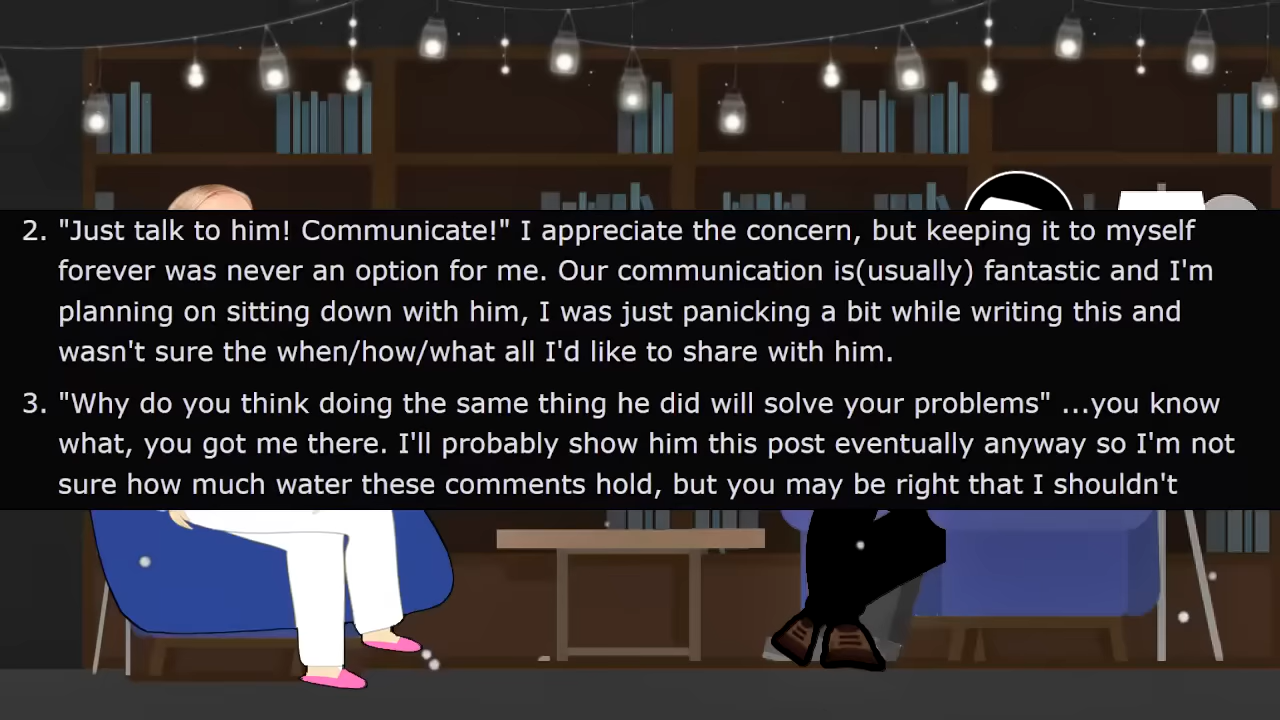 2. "Just talk to him! Communicate!" I appreciate the concern, but keeping it to myself
forever was never an option for me. Our communication is(usually) fantastic and I'm
planning on sitting down with him, I was just panicking a bit while writing this and
wasn't sure the when/how/what all I'd like to share with him.
3. "Why do you think doing the same thing he did will solve your problems" ...you know
what, you got me there. I'll probably show him this post eventually anyway so I'm not
sure how much water these comments hold, but you may be right that I shouldn't